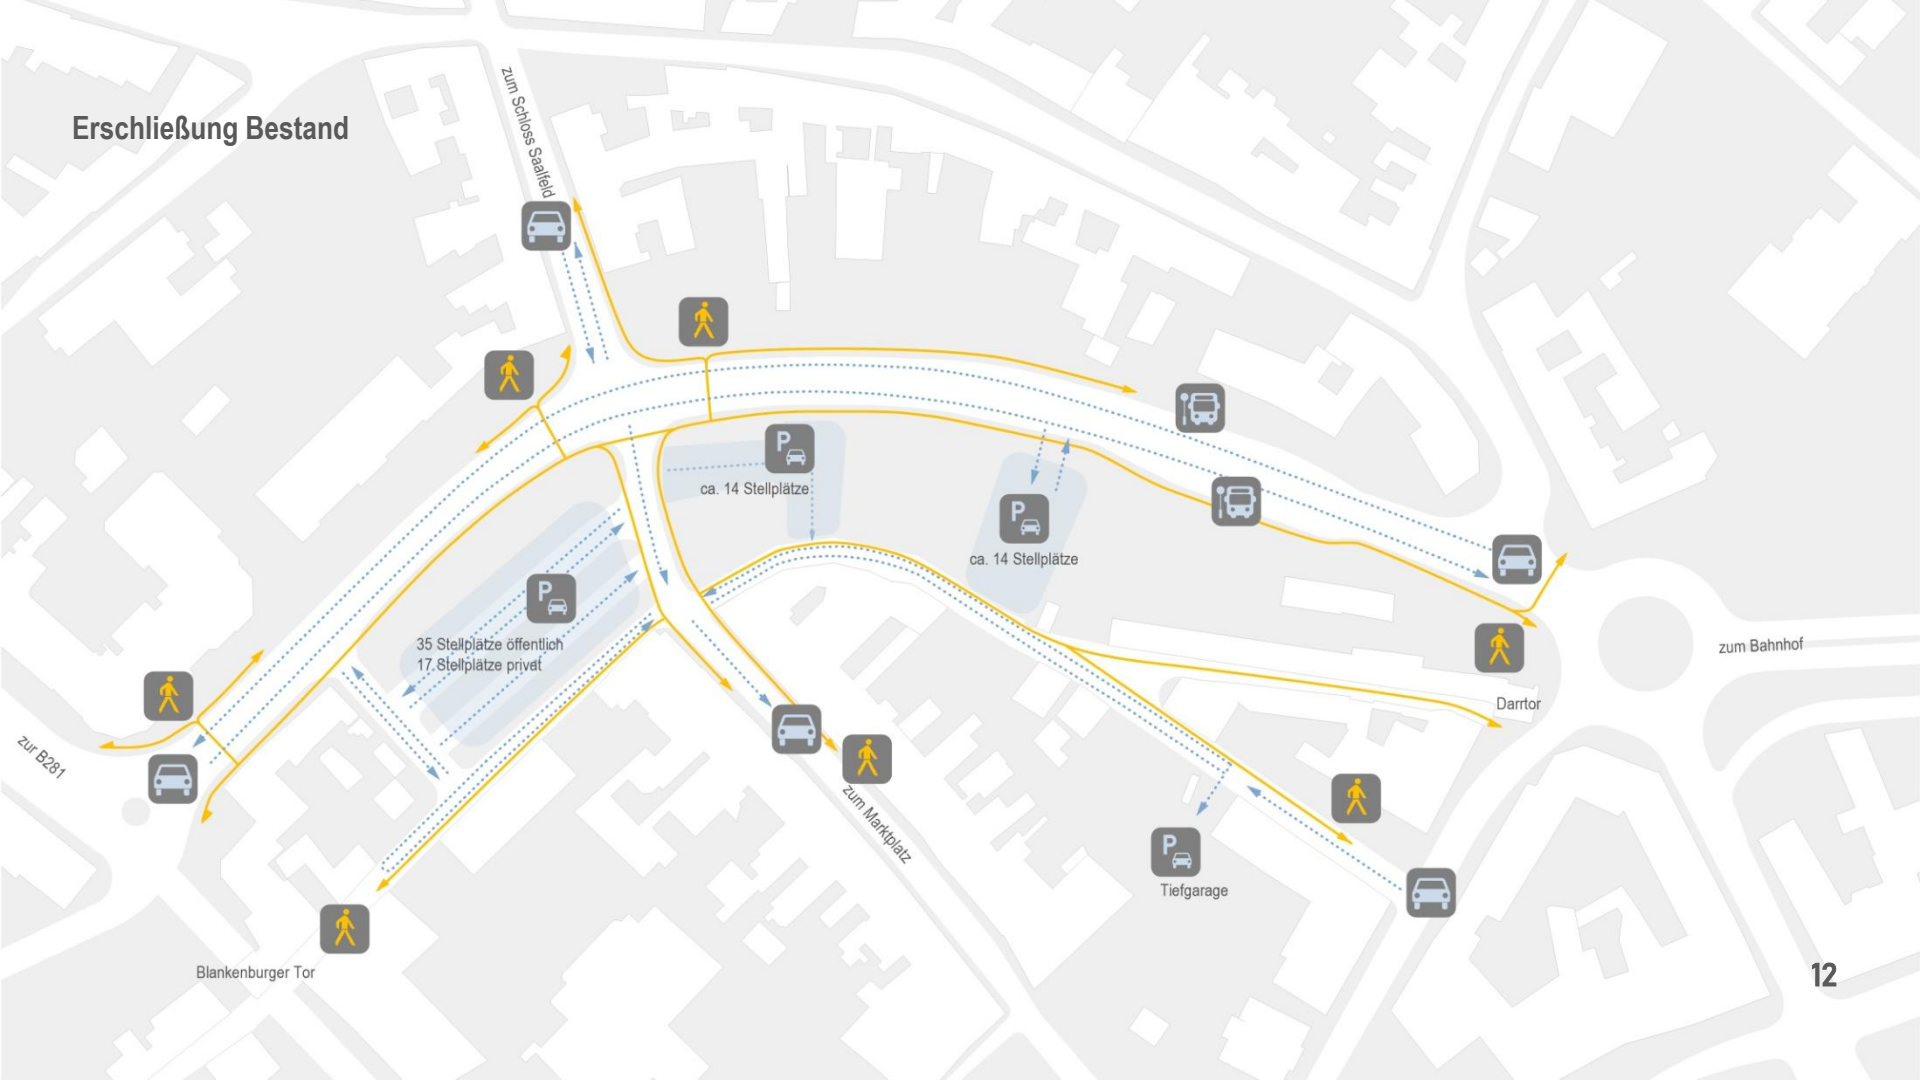 zum Schloss Saalfeld
Erschließung Bestand
P
ca. 14 Stellplätze
P
ca. 14 Stellplätze
P
35 Stellplätze öffentlich
17 Stellplätze privat
zum Bahnhof
Darrtor
zur B281
zum Marktplatz
P
Tiefgarage
Blankenburger Tor
12